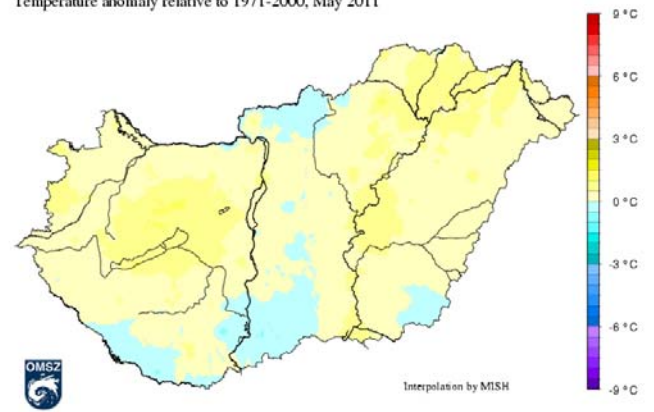 Temperature anomaly relative to 1971-2000, May 2011
9 °C
6 °C
3 °C
0 °C
-3 °C
-6 °C
-9 °C
OMSZ
Interpolation by MISH